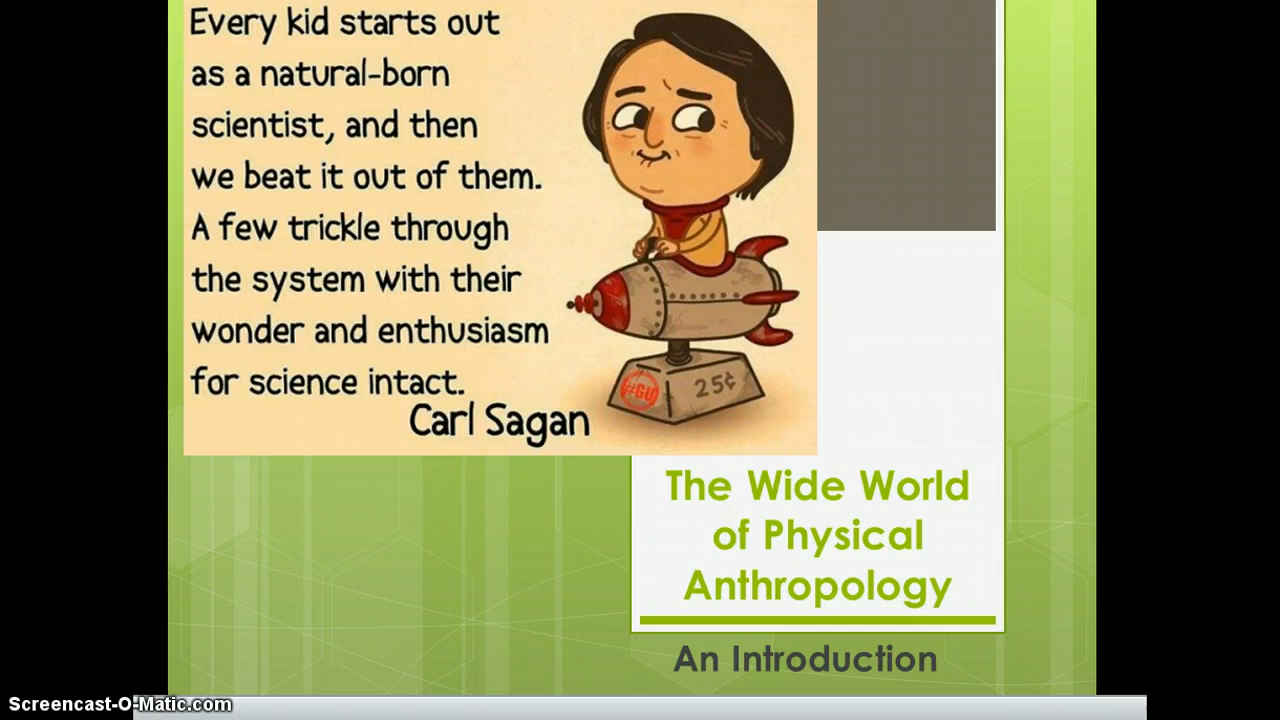 Every kid starts out
as a natural-born
scientist, and then
we beat it out of them.
A few trickle through
the system with their
wonder and enthusiasm
for science intact.
Carl Sagan
#GU
25¢
The Wide World
of Physical
Anthropology
An Introduction
Screencast-O-Matic.com